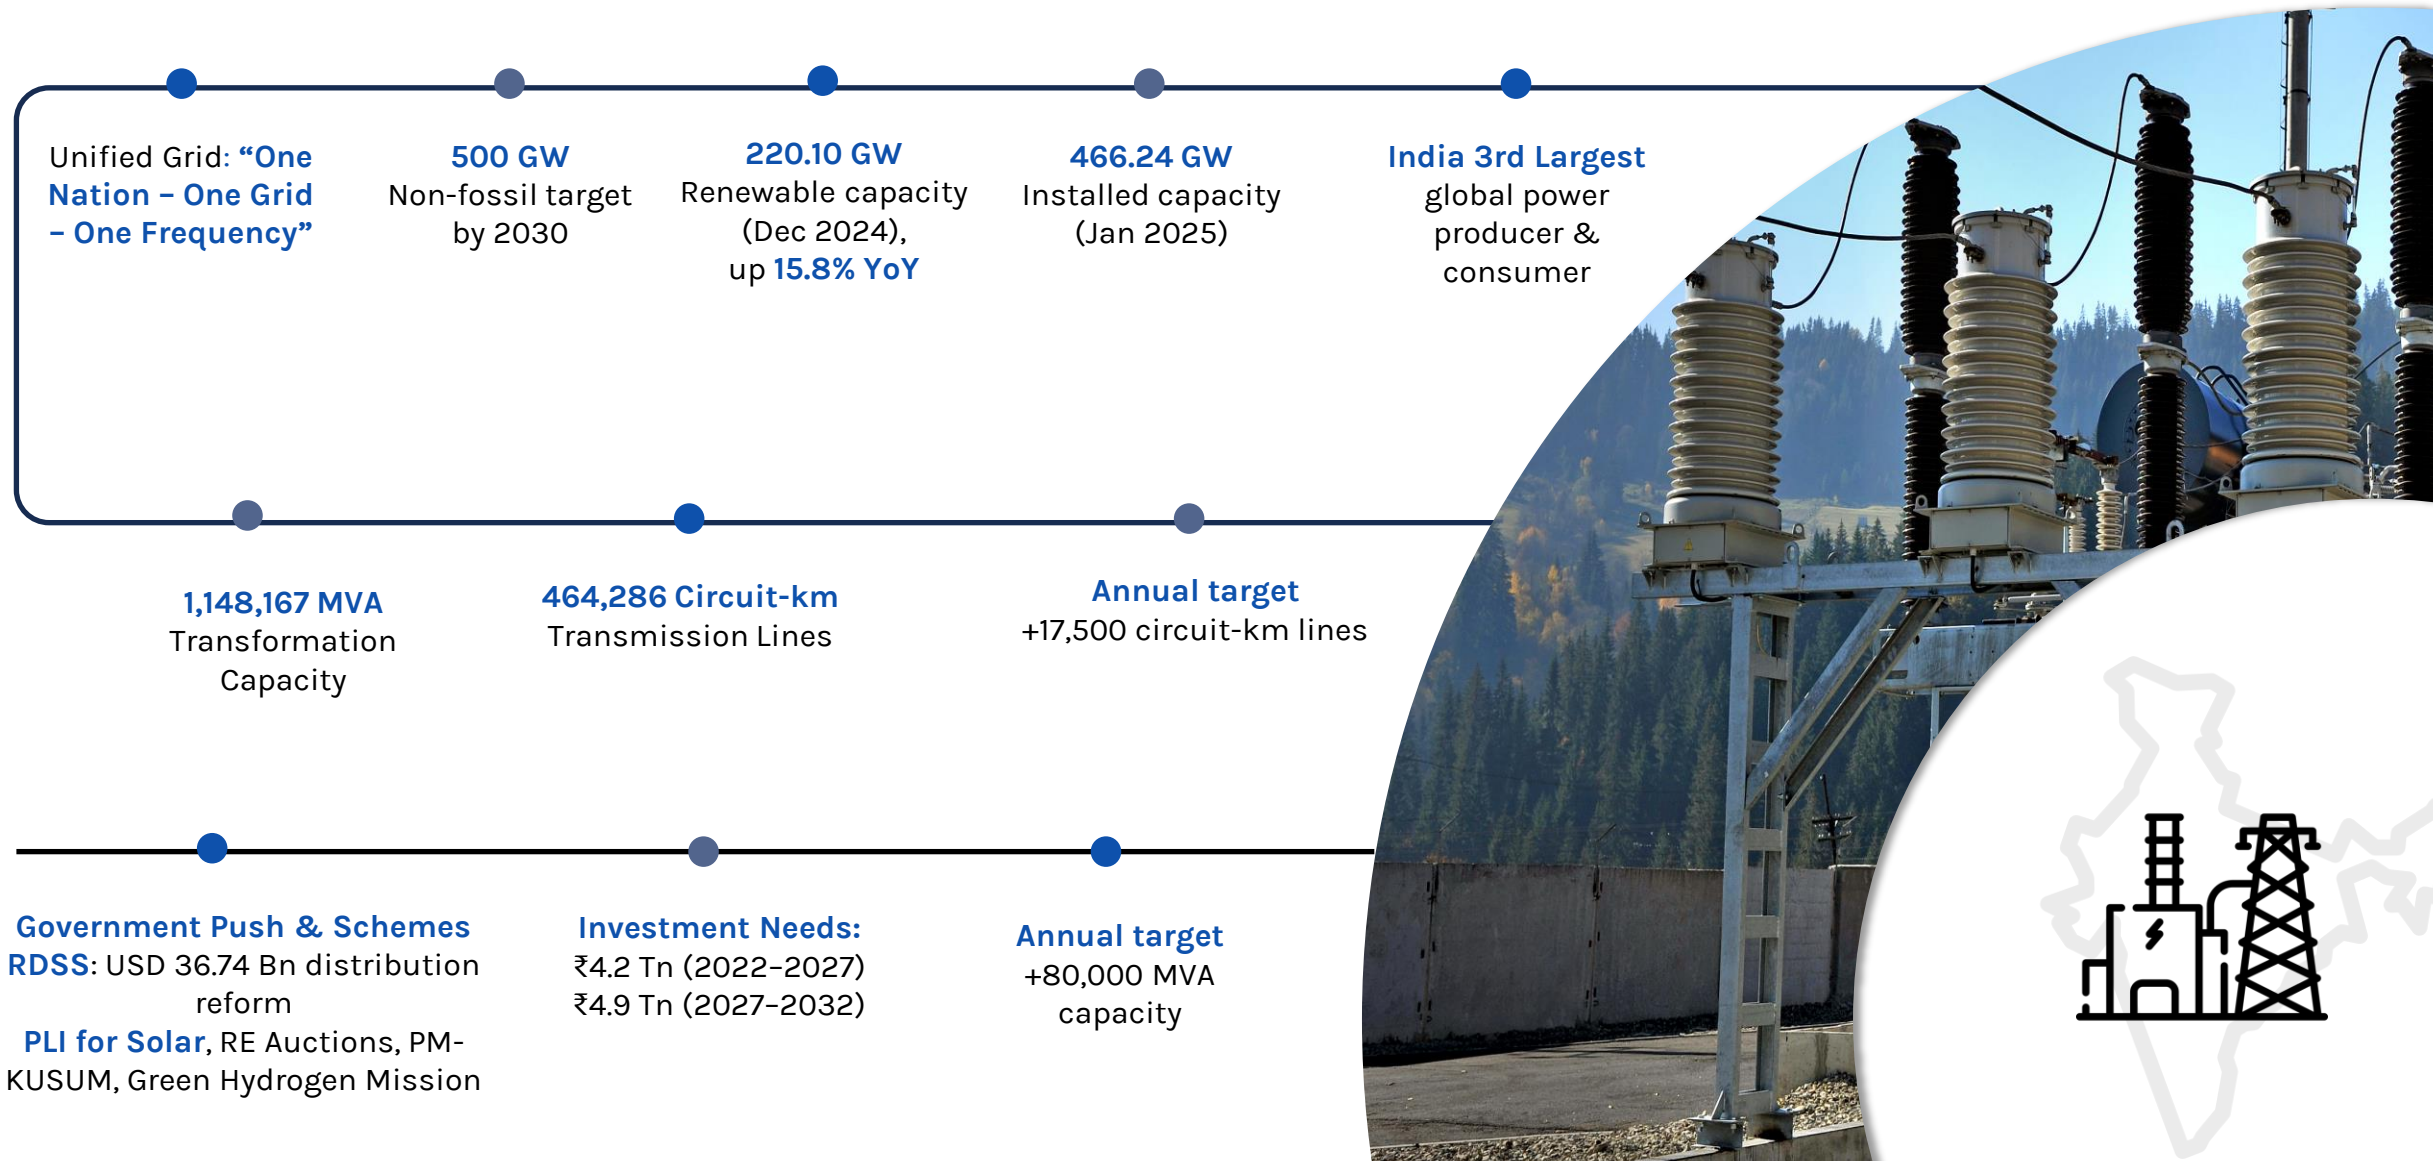 Unified Grid: “One
Nation – One Grid
– One Frequency”
500 GW
Non-fossil target
by 2030
220.10 GW
Renewable capacity
(Dec 2024),
up 15.8% YoY
466.24 GW
Installed capacity
(Jan 2025)
India 3rd Largest
global power
producer &
consumer
1,148,167 MVA
Transformation
Capacity
464,286 Circuit-km
Transmission Lines
Annual target
+17,500 circuit-km lines
Government Push & Schemes
RDSS: USD 36.74 Bn distribution
reform
PLI for Solar, RE Auctions, PM-
KUSUM, Green Hydrogen Mission
Investment Needs:
₹4.2 Tn (2022–2027)
₹4.9 Tn (2027–2032)
Annual target
+80,000 MVA
capacity